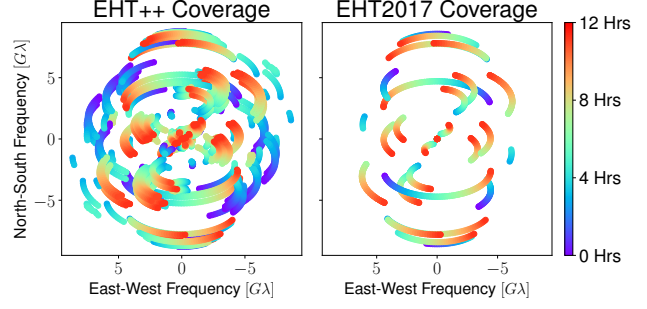 EHT++ Coverage
EHT2017 Coverage
12 Hrs
8 Hrs
4 Hrs
0 Hrs
North-South Frequency [Gλ]
5
0
−5
5
0
−5
5
0
−5
East-West Frequency [Gλ]
East-West Frequency [Gλ]